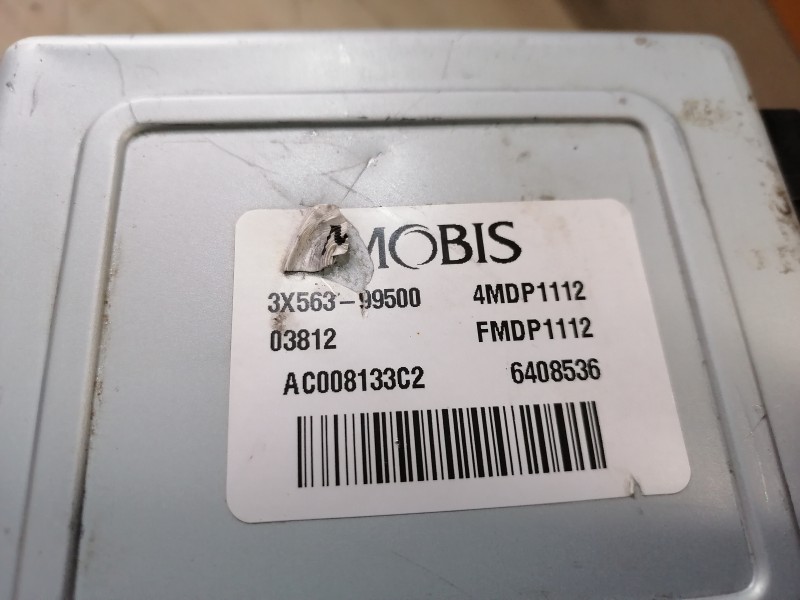 MOBIS
3X563-99500 4MDP1112
03812 FMDP1112
AC008133C2 6408536